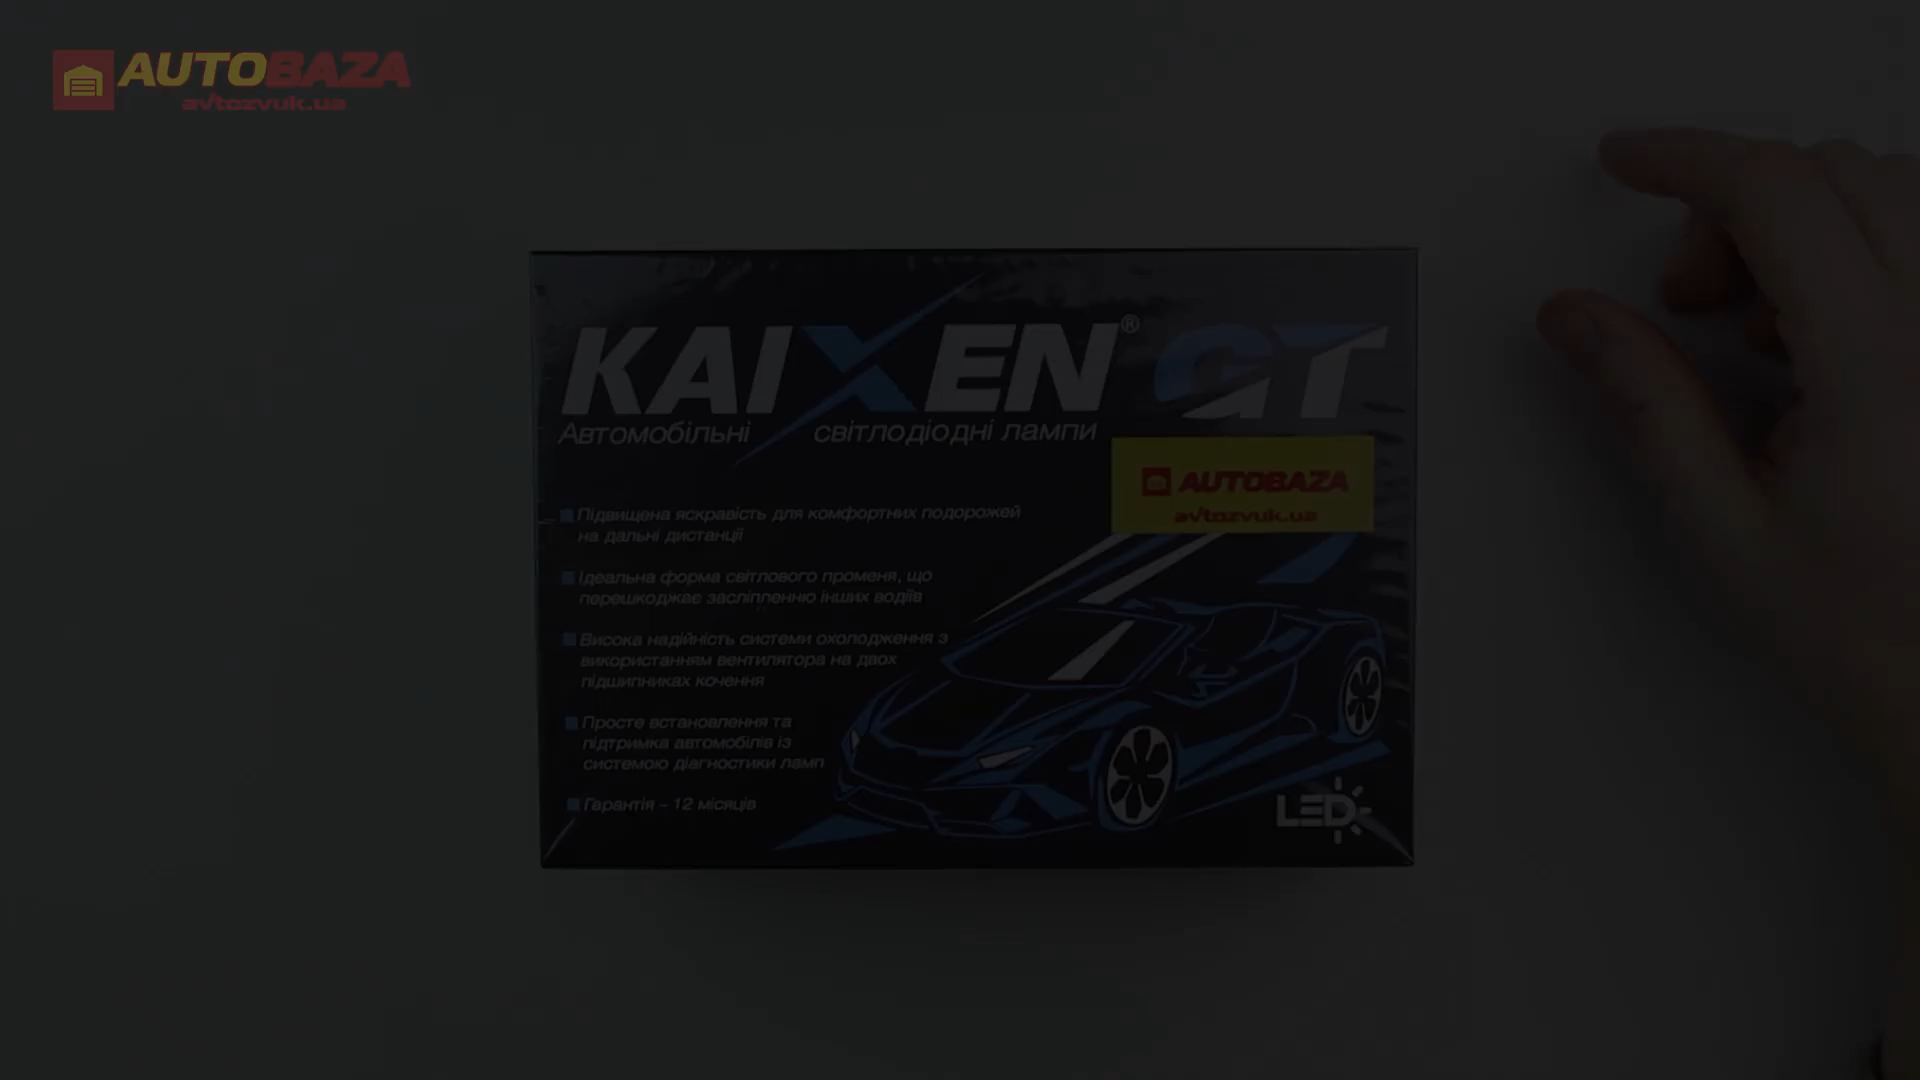 AUTOBAZA
avtozvuk.ua
KAIXEN® GT
Автомобільні світлодіодні лампи
AUTOBAZA
avtozvuk.ua
Підвищена яскравість для комфортних подорожей
на дальні дистанції
Ідеальна форма світлового променя, що
перешкоджає засліпленню інших водіїв
Висока надійність системи охолодження з
використанням вентилятора на двох
підшипниках кочення
Просте встановлення та
підтримка автомобілів із
системою діагностики ламп
Гарантія – 12 місяців
LED